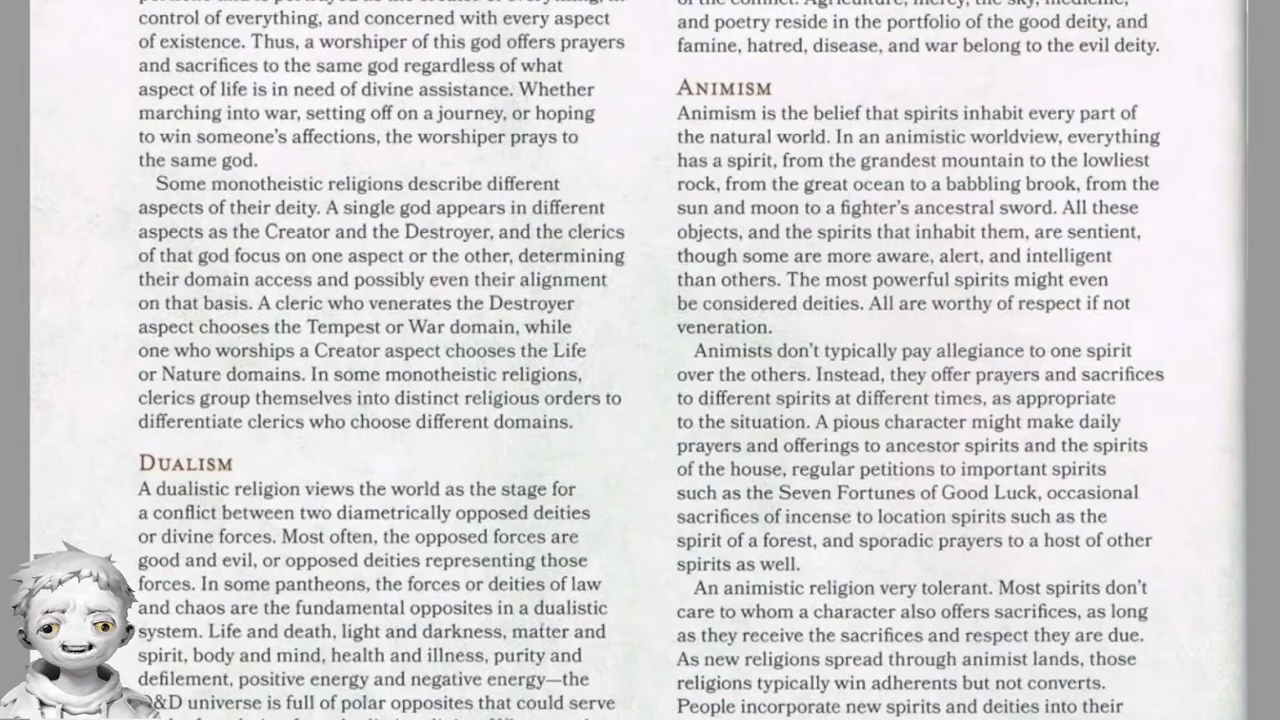 control of everything, and concerned with every aspect
of existence. Thus, a worshiper of this god offers prayers
and sacrifices to the same god regardless of what
aspect of life is in need of divine assistance. Whether
marching into war, setting off on a journey, or hoping
to win someone's affections, the worshiper prays to
the same god.
Some monotheistic religions describe different
aspects of their deity. A single god appears in different
aspects as the Creator and the Destroyer, and the clerics
of that god focus on one aspect or the other, determining
their domain access and possibly even their alignment
on that basis. A cleric who venerates the Destroyer
aspect chooses the Tempest or War domain, while
one who worships a Creator aspect chooses the Life
or Nature domains. In some monotheistic religions,
clerics group themselves into distinct religious orders to
differentiate clerics who choose different domains.
DUALISM
A dualistic religion views the world as the stage for
a conflict between two diametrically opposed deities
or divine forces. Most often, the opposed forces are
good and evil, or opposed deities representing those
forces. In some pantheons, the forces or deities of law
and chaos are the fundamental opposites in a dualistic
system. Life and death, light and darkness, matter and
spirit, body and mind, health and illness, purity and
defilement, positive energy and negative energy—the
&D universe is full of polar opposites that could serve
and poetry reside in the portfolio of the good deity, and
famine, hatred, disease, and war belong to the evil deity.
ANIMISM
Animism is the belief that spirits inhabit every part of
the natural world. In an animistic worldview, everything
has a spirit, from the grandest mountain to the lowliest
rock, from the great ocean to a babbling brook, from the
sun and moon to a fighter's ancestral sword. All these
objects, and the spirits that inhabit them, are sentient,
though some are more aware, alert, and intelligent
than others. The most powerful spirits might even
be considered deities. All are worthy of respect if not
veneration.
Animists don't typically pay allegiance to one spirit
over the others. Instead, they offer prayers and sacrifices
to different spirits at different times, as appropriate
to the situation. A pious character might make daily
prayers and offerings to ancestor spirits and the spirits
of the house, regular petitions to important spirits
such as the Seven Fortunes of Good Luck, occasional
sacrifices of incense to location spirits such as the
spirit of a forest, and sporadic prayers to a host of other
spirits as well.
An animistic religion very tolerant. Most spirits don't
care to whom a character also offers sacrifices, as long
as they receive the sacrifices and respect they are due.
As new religions spread through animist lands, those
religions typically win adherents but not converts.
People incorporate new spirits and deities into their